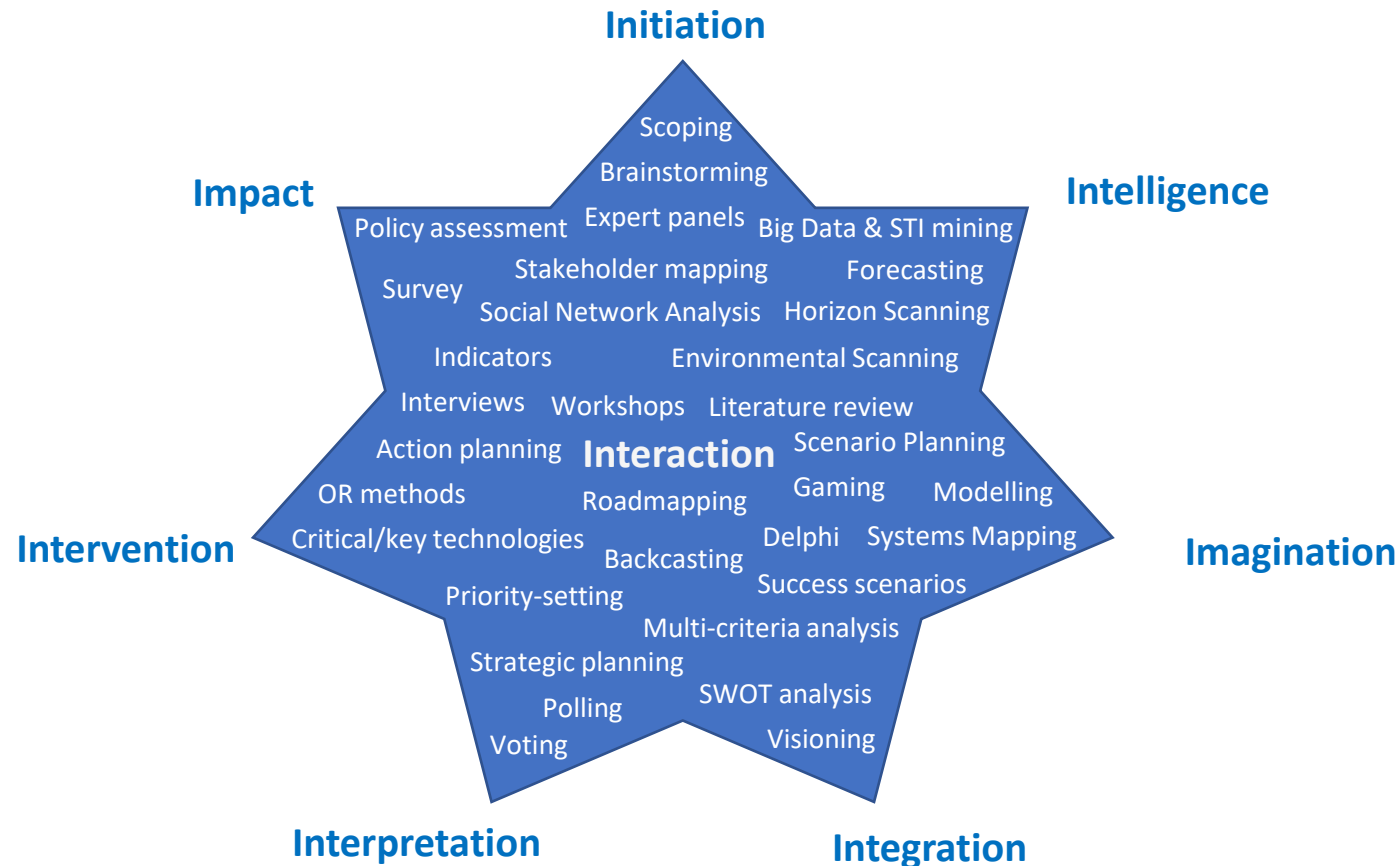 Initiation
Scoping
Brainstorming
Impact
Intelligence
Policy assessment
Expert panels
Big Data & STI mining
Stakeholder mapping
Forecasting
Survey
Social Network Analysis
Horizon Scanning
Indicators
Environmental Scanning
Interviews
Workshops
Literature review
Action planning
Interaction
Scenario Planning
OR methods
Roadmapping
Gaming
Modelling
Intervention
Critical/key technologies
Delphi
Systems Mapping
Imagination
Backcasting
Success scenarios
Priority-setting
Multi-criteria analysis
Strategic planning
SWOT analysis
Polling
Voting
Visioning
Interpretation
Integration